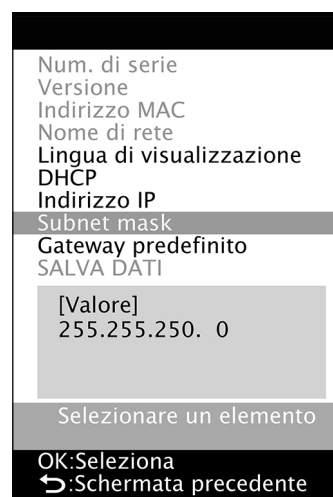 Num. di serie
Versione
Indirizzo MAC
Nome di rete
Lingua di visualizzazione
DHCP
Indirizzo IP
Subnet mask
Gateway predefinito
SALVA DATI
[Valore]
255.255.250.  0
Selezionare un elemento
OK:Seleziona
⮌:Schermata precedente